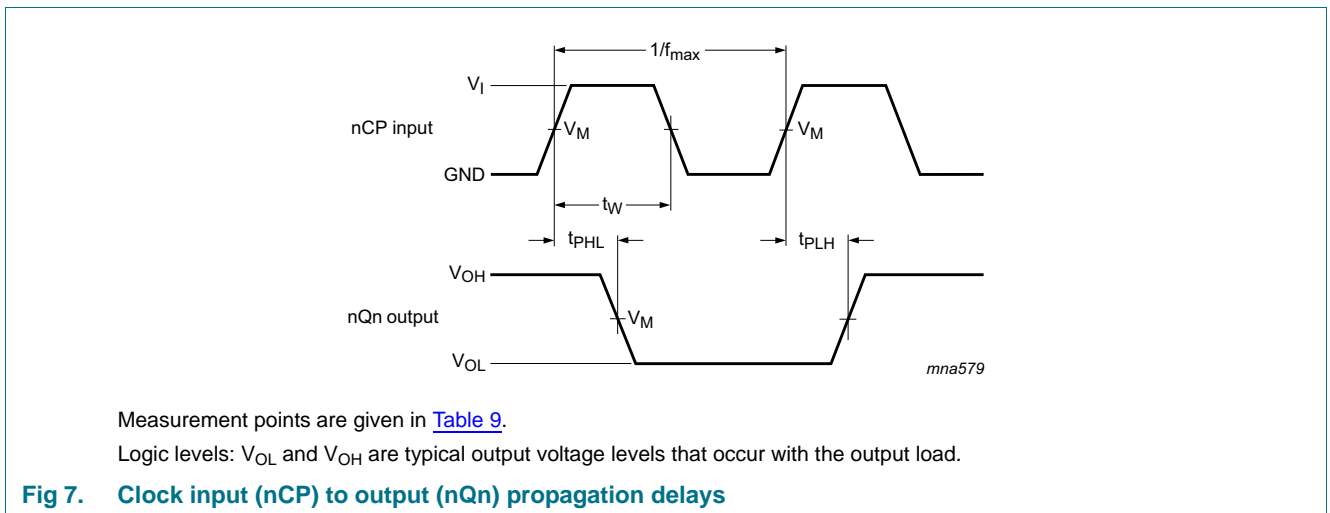 1/fmax
VI
nCP input
VM
VM
GND
tW
tPHL
tPLH
VOH
nQn output
VM
VOL
mna579
Measurement points are given in Table 9.
Logic levels: VOL and VOH are typical output voltage levels that occur with the output load.
Fig 7. Clock input (nCP) to output (nQn) propagation delays